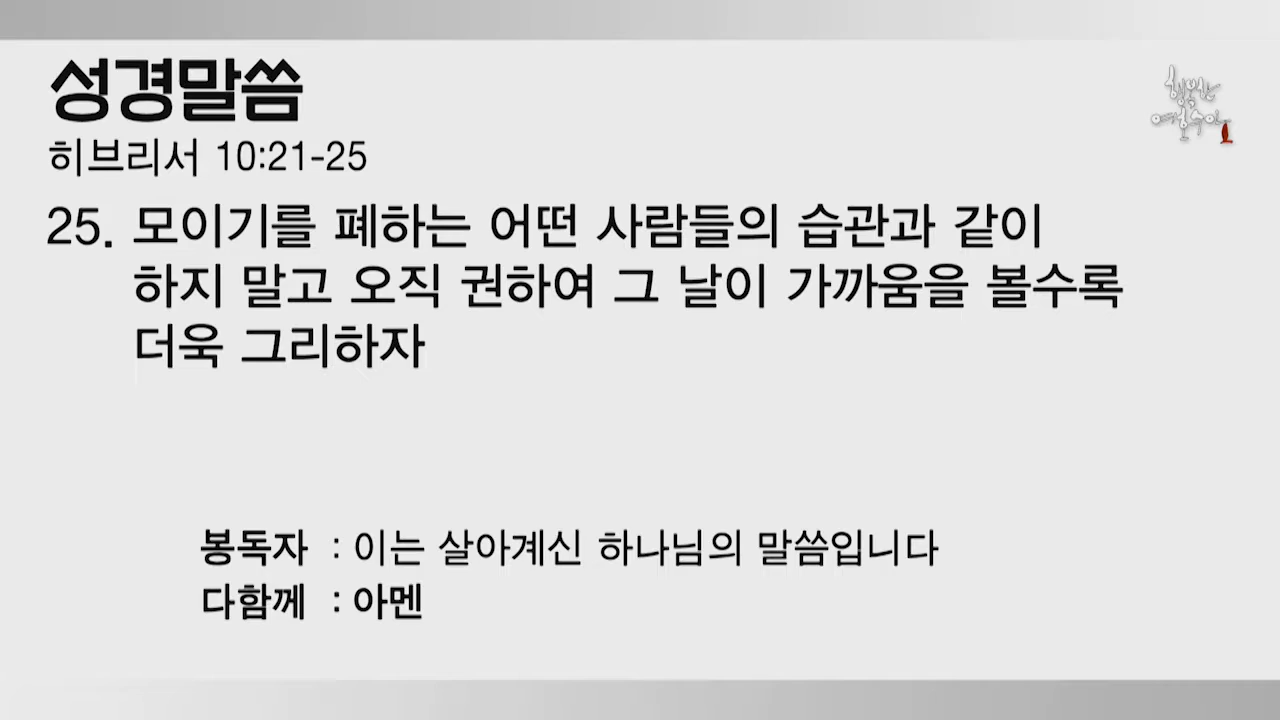 성경말씀
히브리서 10:21-25
25. 모이기를 폐하는 어떤 사람들의 습관과 같이
하지 말고 오직 권하여 그 날이 가까움을 볼수록
더욱 그리하자
봉독자 : 이는 살아계신 하나님의 말씀입니다
다함께 : 아멘